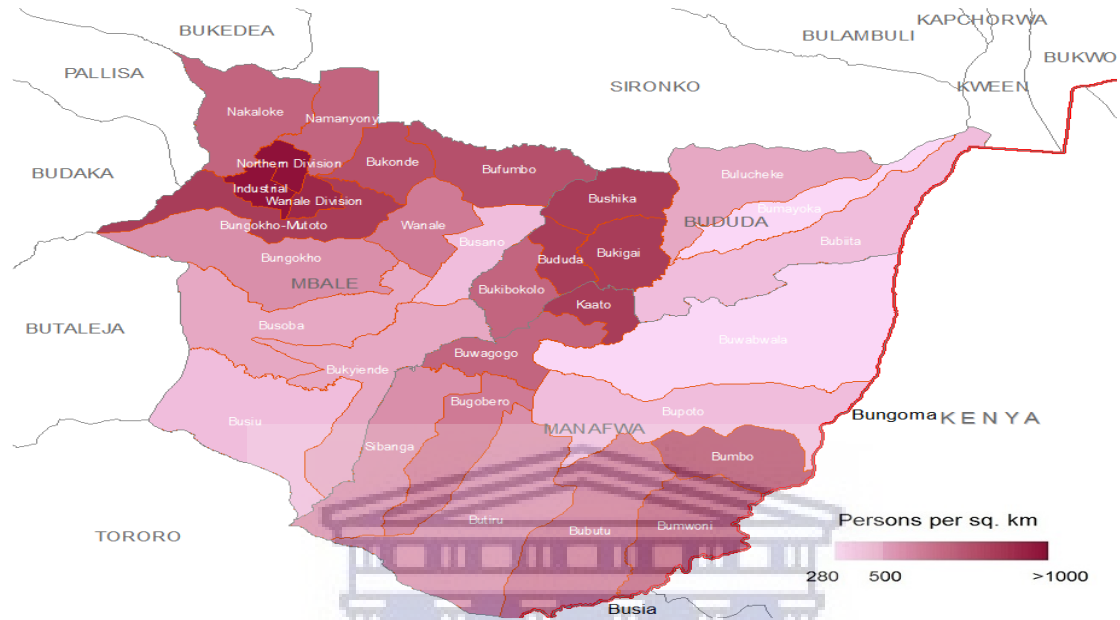 KAPCHORWA
BUKEDEA
BULAMBULI
BUKWO
PALLISA
SIRONKO
KWEEN
Nakaloke
Namanyony
Northern Division
Bukonde
Bufumbo
Bulucheke
BUDAKA
Industrial
Wanale Division
Bushika
Bumayoka
BUDUDA
Bungokho-Mutoto
Wanale
Busano
Bubiita
Bungokho
Bududa
Bukigai
MBALE
Bukibokolo
Kaato
BUTALEJA
Busoba
Buwabwala
Buwagogo
Bukyiende
Bugobero
Bupoto
Bungoma
KENYA
Busiu
MANAFWA
Sibanga
Bumbo
TORORO
Butiru
Bubutu
Bumwoni
Persons per sq. km
280 500 >1000
Busia